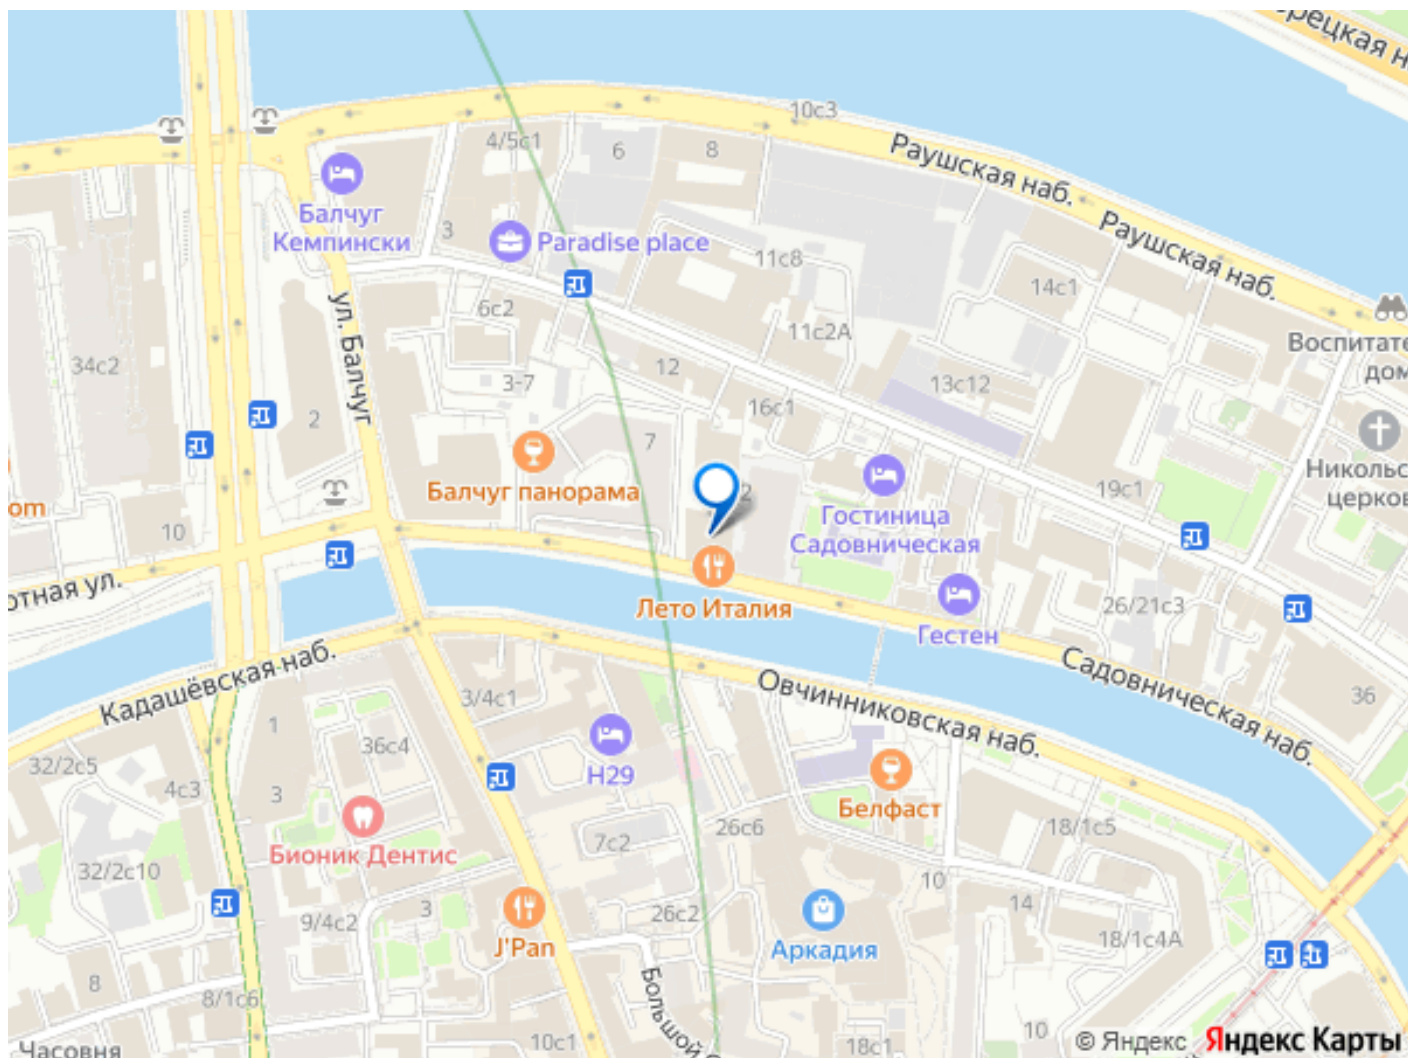 10с3
Раушская наб.
Раушская наб.
4/5с1
6
8
Балчуг
Кемпински
3
Paradise place
11с8
14с1
6с2
11с2А
Воспитате
дом
34с2
ул. Балчуг
3-7
12
13с12
16с1
2
7
Балчуг панорама
19с1
Никольс
церков
om
10
2
Гостиница
Садовническая
отная ул.
Лето Италия
Гестен
26/21с3
Садовническая наб.
36
Кадашёвская наб.
3/4с1
Овчинниковская наб.
1
36с4
32/2с5
4с3
3
Н29
Белфаст
Бионик Дентис
7с2
26с6
18/1с5
32/2с10
9/4с2
3
J'Pan
26с2
Аркадия
10
14
18/1с4А
8
8/1с6
Большой
Часовня
10с1
18с1
10
© Яндекс Яндекс Карты